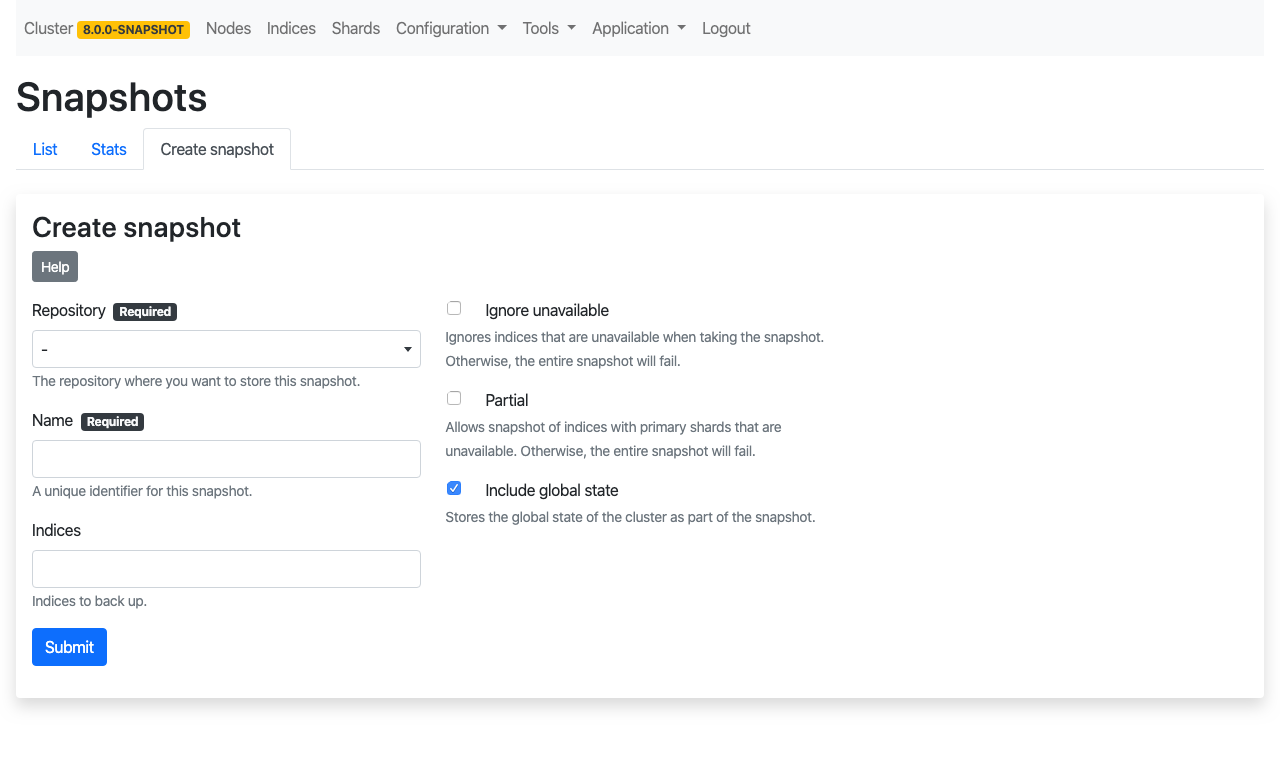 Cluster 8.0.0-SNAPSHOT Nodes Indices Shards Configuration Tools Application Logout
Snapshots
List Stats Create snapshot
Create snapshot
Help
Repository Required
-
The repository where you want to store this snapshot.
Name Required
A unique identifier for this snapshot.
Indices
Indices to back up.
Submit
Ignore unavailable
Ignores indices that are unavailable when taking the snapshot.
Otherwise, the entire snapshot will fail.
Partial
Allows snapshot of indices with primary shards that are
unavailable. Otherwise, the entire snapshot will fail.
Include global state
Stores the global state of the cluster as part of the snapshot.